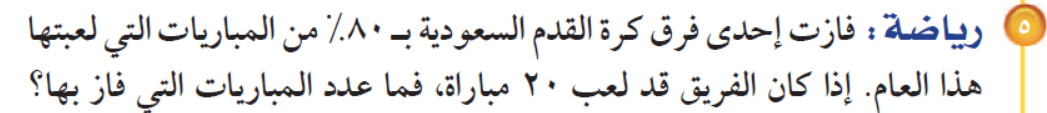 ٥ رياضة : فازت إحدى فرق كرة القدم السعودية بـ ٨٠٪ من المباريات التي لعبتها
هذا العام. إذا كان الفريق قد لعب ٢٠ مباراة، فما عدد المباريات التي فاز بها؟